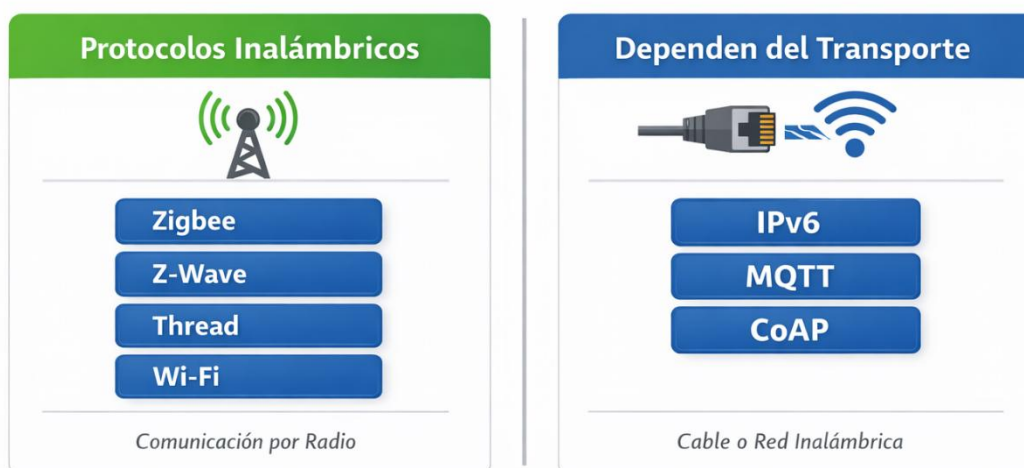 Protocolos Inalámbricos
Zigbee
Z-Wave
Thread
Wi-Fi
Comunicación por Radio
Dependen del Transporte
IPv6
MQTT
CoAP
Cable o Red Inalámbrica